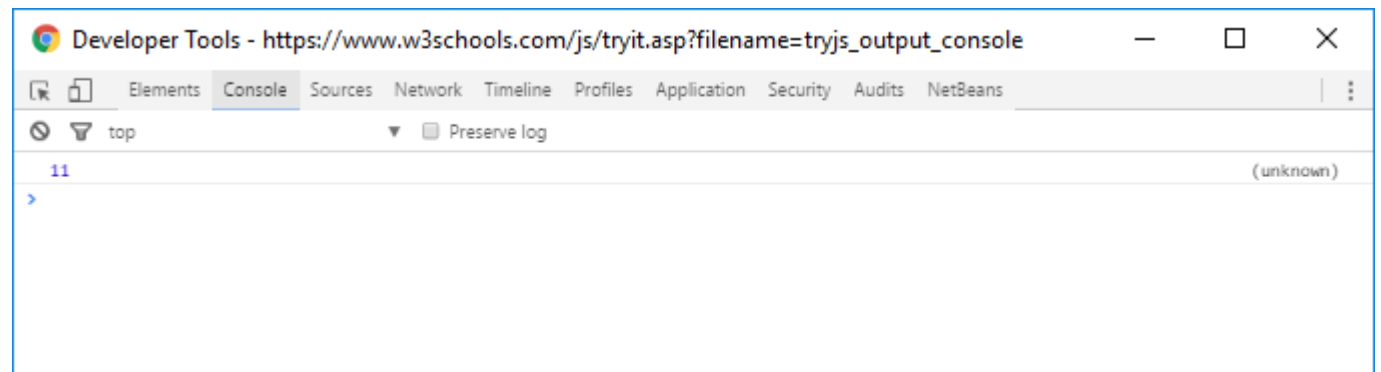 Developer Tools - https://www.w3schools.com/js/tryit.asp?filename=tryjs_output_console
Elements Console Sources Network Timeline Profiles Application Security Audits NetBeans
top Preserve log
11 (unknown)